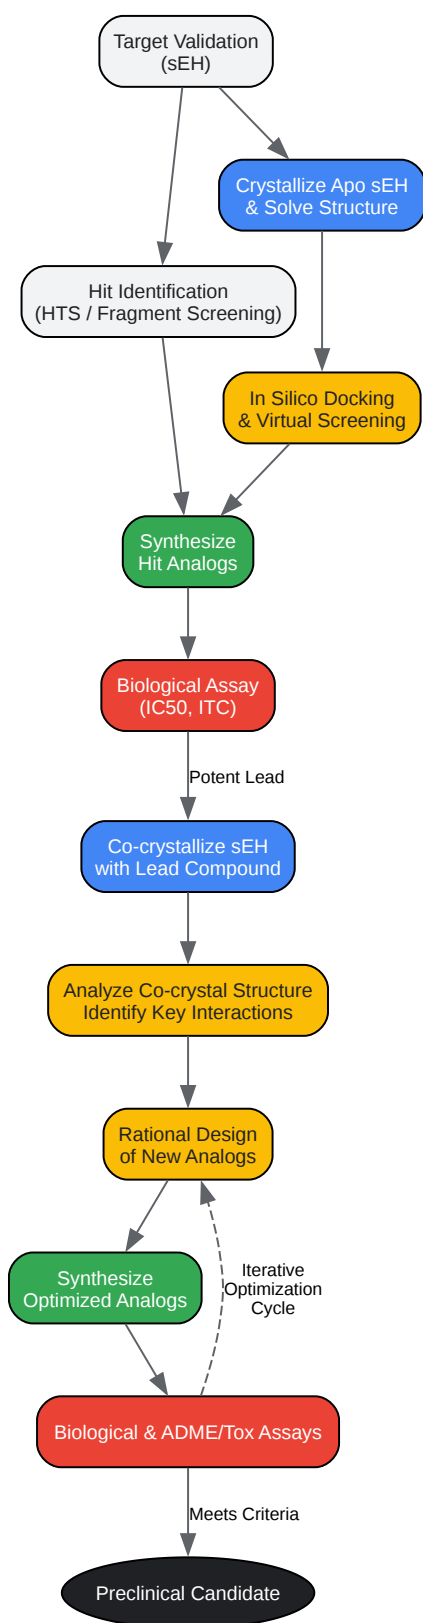 Target Validation
(sEH)
Crystallize Apo sEH
& Solve Structure
Hit Identification
(HTS / Fragment Screening)
In Silico Docking
& Virtual Screening
Synthesize
Hit Analogs
Biological Assay
(IC50, ITC)
Potent Lead
Co-crystallize sEH
with Lead Compound
Analyze Co-crystal Structure
Identify Key Interactions
Rational Design
of New Analogs
Synthesize
Optimized Analogs
Iterative
Optimization
Cycle
Biological & ADME/Tox Assays
Meets Criteria
Preclinical Candidate